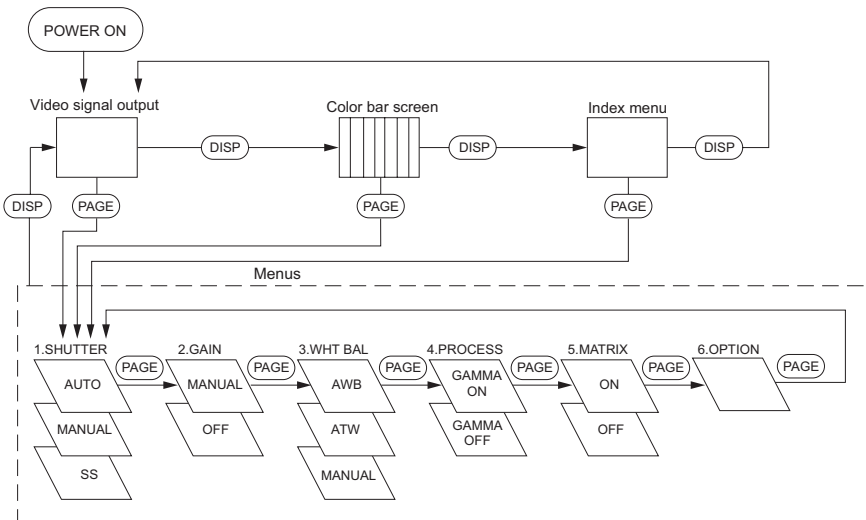 POWER ON
Video signal output
Color bar screen
Index menu
DISP
DISP
DISP
DISP
PAGE
PAGE
PAGE
Menus
1.SHUTTER
2.GAIN
3.WHT BAL
4.PROCESS
5.MATRIX
6.OPTION
PAGE
PAGE
PAGE
PAGE
PAGE
PAGE
AUTO
MANUAL
AWB
GAMMA
ON
ON
MANUAL
OFF
ATW
GAMMA
OFF
OFF
SS
MANUAL